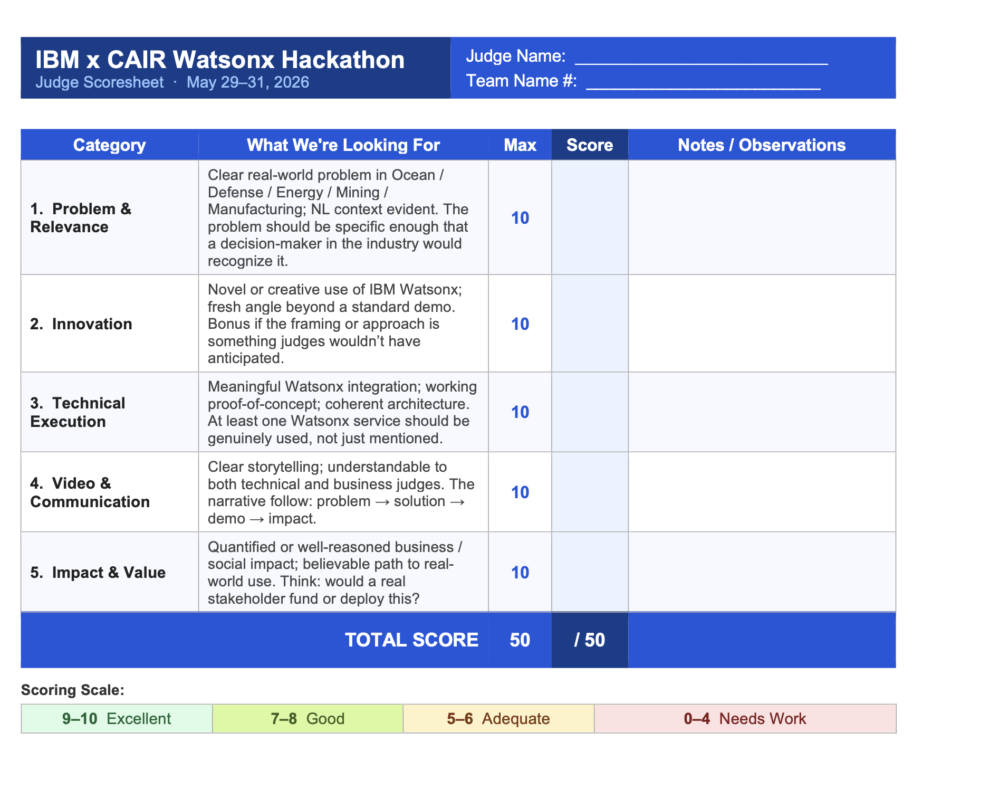 IBM x CAIR Watsonx Hackathon
Judge Scoresheet · May 29–31, 2026
Judge Name: ___________________________
Team Name #: _________________________
Category
What We're Looking For
Max
Score
Notes / Observations
1. Problem &
Relevance
Clear real-world problem in Ocean /
Defense / Energy / Mining /
Manufacturing; NL context evident. The
problem should be specific enough that
a decision-maker in the industry would
recognize it.
10
2. Innovation
Novel or creative use of IBM Watsonx;
fresh angle beyond a standard demo.
Bonus if the framing or approach is
something judges wouldn’t have
anticipated.
10
3. Technical
Execution
Meaningful Watsonx integration; working
proof-of-concept; coherent architecture.
At least one Watsonx service should be
genuinely used, not just mentioned.
10
4. Video &
Communication
Clear storytelling; understandable to
both technical and business judges. The
narrative follow: problem → solution →
demo → impact.
10
5. Impact & Value
Quantified or well-reasoned business /
social impact; believable path to real-
world use. Think: would a real
stakeholder fund or deploy this?
10
TOTAL SCORE
50
/ 50
Scoring Scale:
9–10 Excellent
7–8 Good
5–6 Adequate
0–4 Needs Work